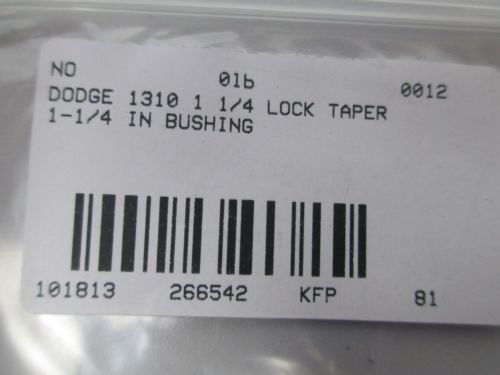 NO 01b 0012
DODGE 1310 1 1/4 LOCK TAPER
1-1/4 IN BUSHING
101813 266542 KFP 81